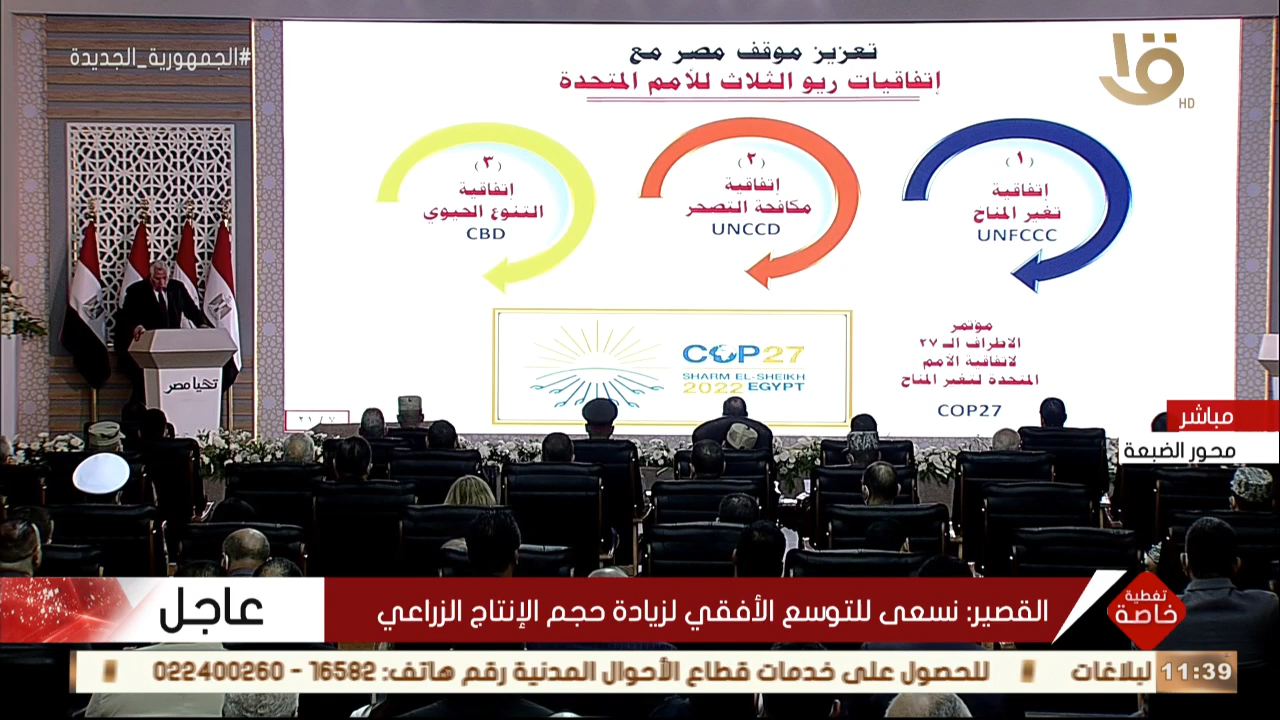 #الجمهورية_الجديدة
تعزيز موقف مصر مع
إتفاقيات ريو الثلاث للأمم المتحدة
HD
(١)
إتفاقية
تغير المناخ
UNFCCC
(٢)
إتفاقية
مكافحة التصحر
UNCCD
(٣)
إتفاقية
التنوع الحيوي
CBD
مؤتمر
الاطراف الـ ٢٧
لاتفاقية الأمم
المتحدة لتغير المناخ
COP27
COP27
SHARM EL-SHEIKH
2022 EGYPT
٢١ / ٧
تحيا مصر
مباشر
محور الضبعة
تغطية
خاصة
القصير: نسعى للتوسع الأفقي لزيادة حجم الإنتاج الزراعي
عاجل
11:39
لبلاغات
للحصول على خدمات قطاع الأحوال المدنية رقم هاتف: 16582 - 022400260